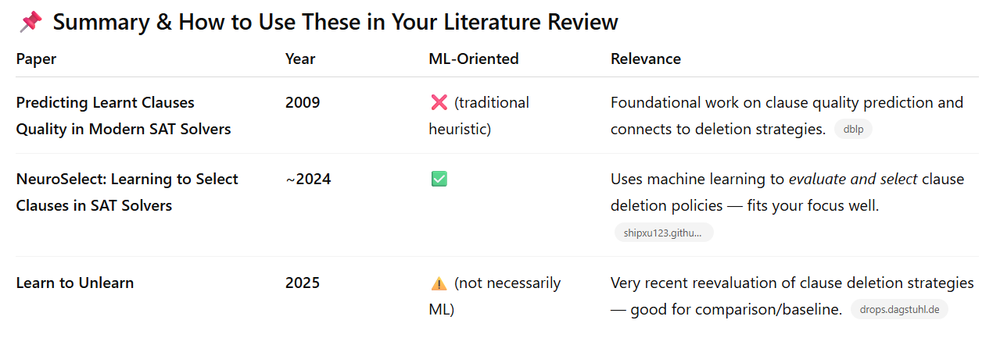 📌 Summary & How to Use These in Your Literature Review
Paper Year ML-Oriented Relevance
Predicting Learnt Clauses 2009 ❌ (traditional Foundational work on clause quality prediction and
Quality in Modern SAT Solvers heuristic) connects to deletion strategies. dblp
NeuroSelect: Learning to Select ~2024 ✅ Uses machine learning to evaluate and select clause
Clauses in SAT Solvers deletion policies — fits your focus well.
shipxu123.githu...
Learn to Unlearn 2025 ⚠️ (not necessarily Very recent reevaluation of clause deletion strategies
ML) — good for comparison/baseline. drops.dagstuhl.de